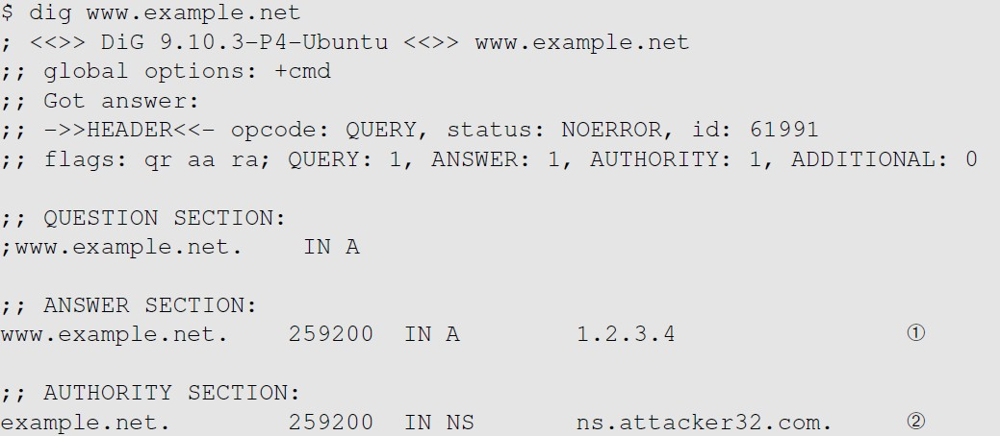 $ dig www.example.net
; <<>> DiG 9.10.3-P4-Ubuntu <<>> www.example.net
;; global options: +cmd
;; Got answer:
;; ->>HEADER<<- opcode: QUERY, status: NOERROR, id: 61991
;; flags: qr aa ra; QUERY: 1, ANSWER: 1, AUTHORITY: 1, ADDITIONAL: 0
;; QUESTION SECTION:
;www.example.net. IN A
;; ANSWER SECTION:
www.example.net. 259200 IN A 1.2.3.4 ①
;; AUTHORITY SECTION:
example.net. 259200 IN NS ns.attacker32.com. ②